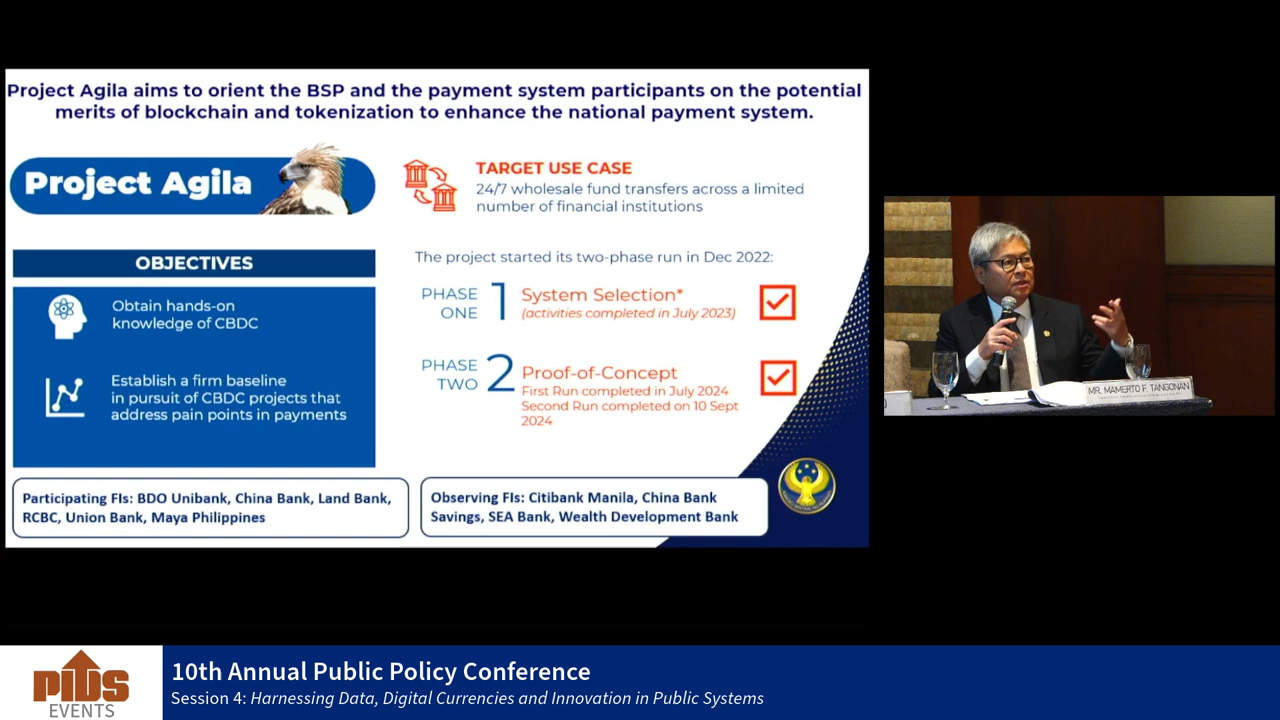 Project Agila aims to orient the BSP and the payment system participants on the potential
merits of blockchain and tokenization to enhance the national payment system.
Project Agila
TARGET USE CASE
24/7 wholesale fund transfers across a limited
number of financial institutions
OBJECTIVES
Obtain hands-on
knowledge of CBDC
Establish a firm baseline
in pursuit of CBDC projects that
address pain points in payments
The project started its two-phase run in Dec 2022:
PHASE
ONE
1
System Selection*
(activities completed in July 2023)
PHASE
TWO
2
Proof-of-Concept
First Run completed in July 2024
Second Run completed on 10 Sept
2024
Participating FIs: BDO Unibank, China Bank, Land Bank,
RCBC, Union Bank, Maya Philippines
Observing FIs: Citibank Manila, China Bank
Savings, SEA Bank, Wealth Development Bank
MR. MAMERTO F. TANGONAN
PIDS
EVENTS
10th Annual Public Policy Conference
Session 4: Harnessing Data, Digital Currencies and Innovation in Public Systems